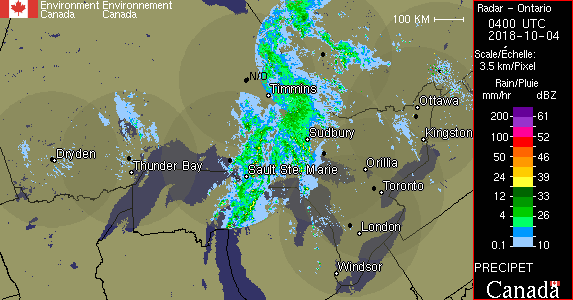 Environment Environnement
Canada Canada
100 KM
Radar - Ontario
0400 UTC
2018-10-04
Scale/Échelle:
3.5 km/Pixel
Rain/Pluie
mm/hr dBZ
200 61
100 52
50 46
24 39
12 33
4 26
2 20
0.1 10
PRECIPET
Canada
N/D
Timmins
Ottawa
Sudbury
Kingston
Dryden
Thunder Bay
Sault Ste. Marie
Orillia
Toronto
London
Windsor